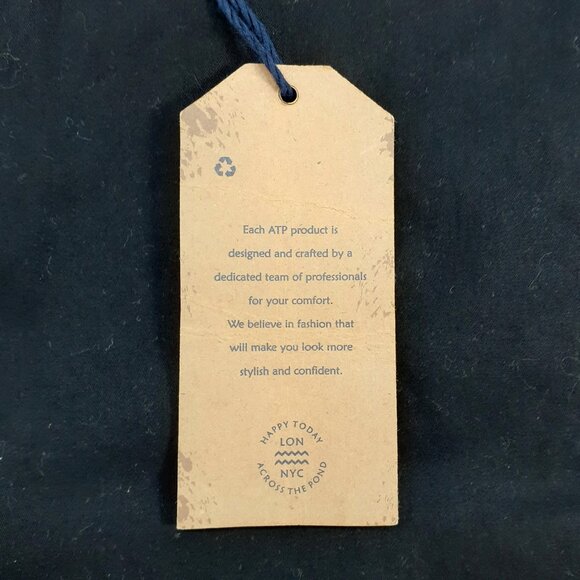 Each ATP product is
designed and crafted by a
dedicated team of professionals
for your comfort.
We believe in fashion that
will make you look more
stylish and confident.
HAPPY TODAY
LON
NYC
ACROSS THE POND